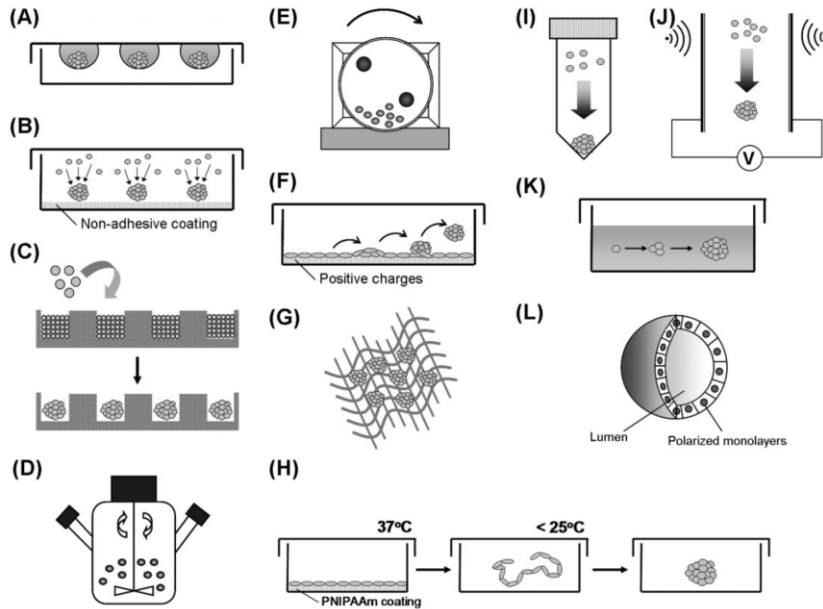 (A)
(B)
Non-adhesive coating
(C)
(D)
(E)
(F)
Positive charges
(G)
(H)
37°C
< 25°C
PNIPAAm coating
(I)
(J)
V
(K)
(L)
Lumen
Polarized monolayers